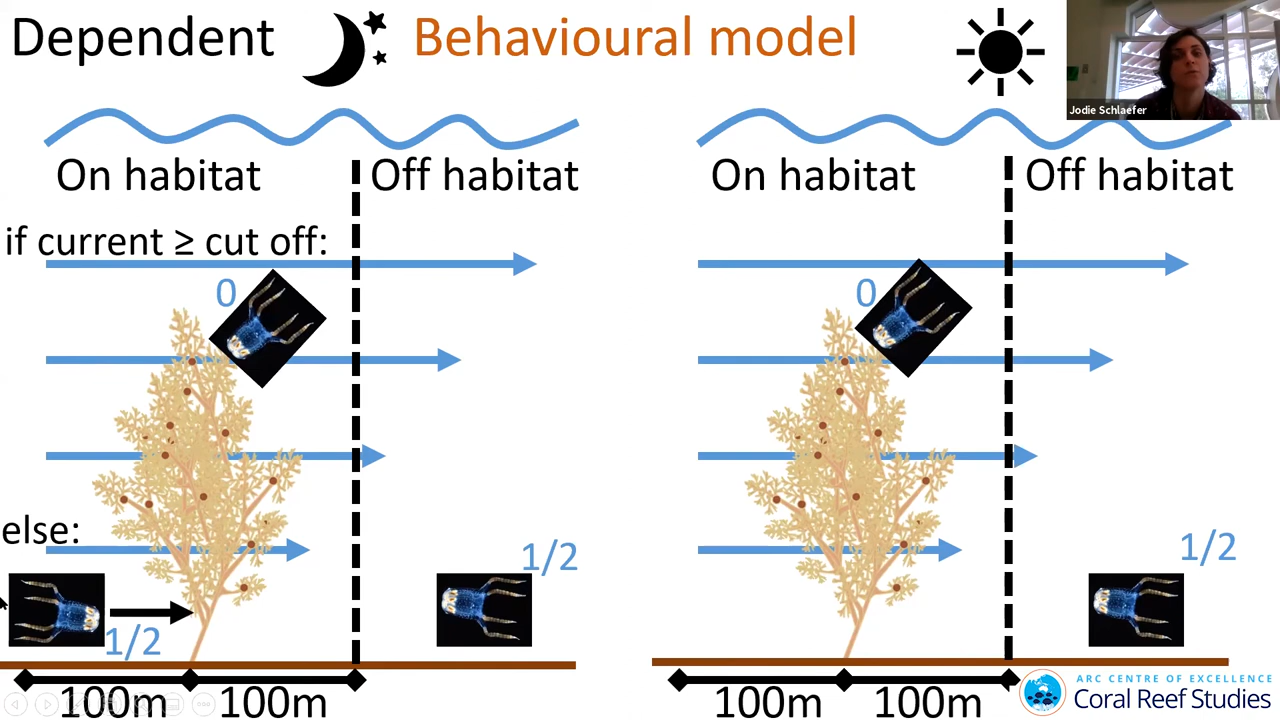 Dependent
Behavioural model
Jodie Schlaefer
On habitat
Off habitat
On habitat
Off habitat
if current ≥ cut off:
0
0
else:
1/2
1/2
1/2
100m
100m
100m
100m
ARC CENTRE OF EXCELLENCE
Coral Reef Studies